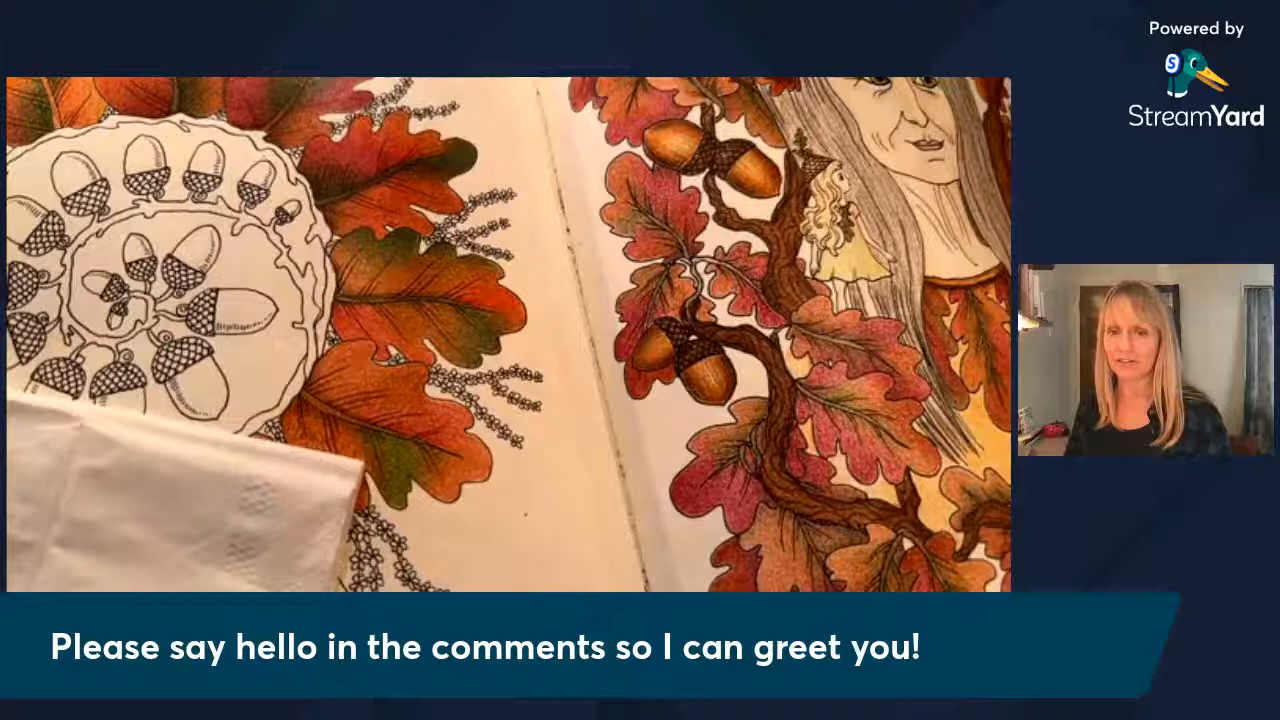 Powered by
S
StreamYard
Please say hello in the comments so I can greet you!